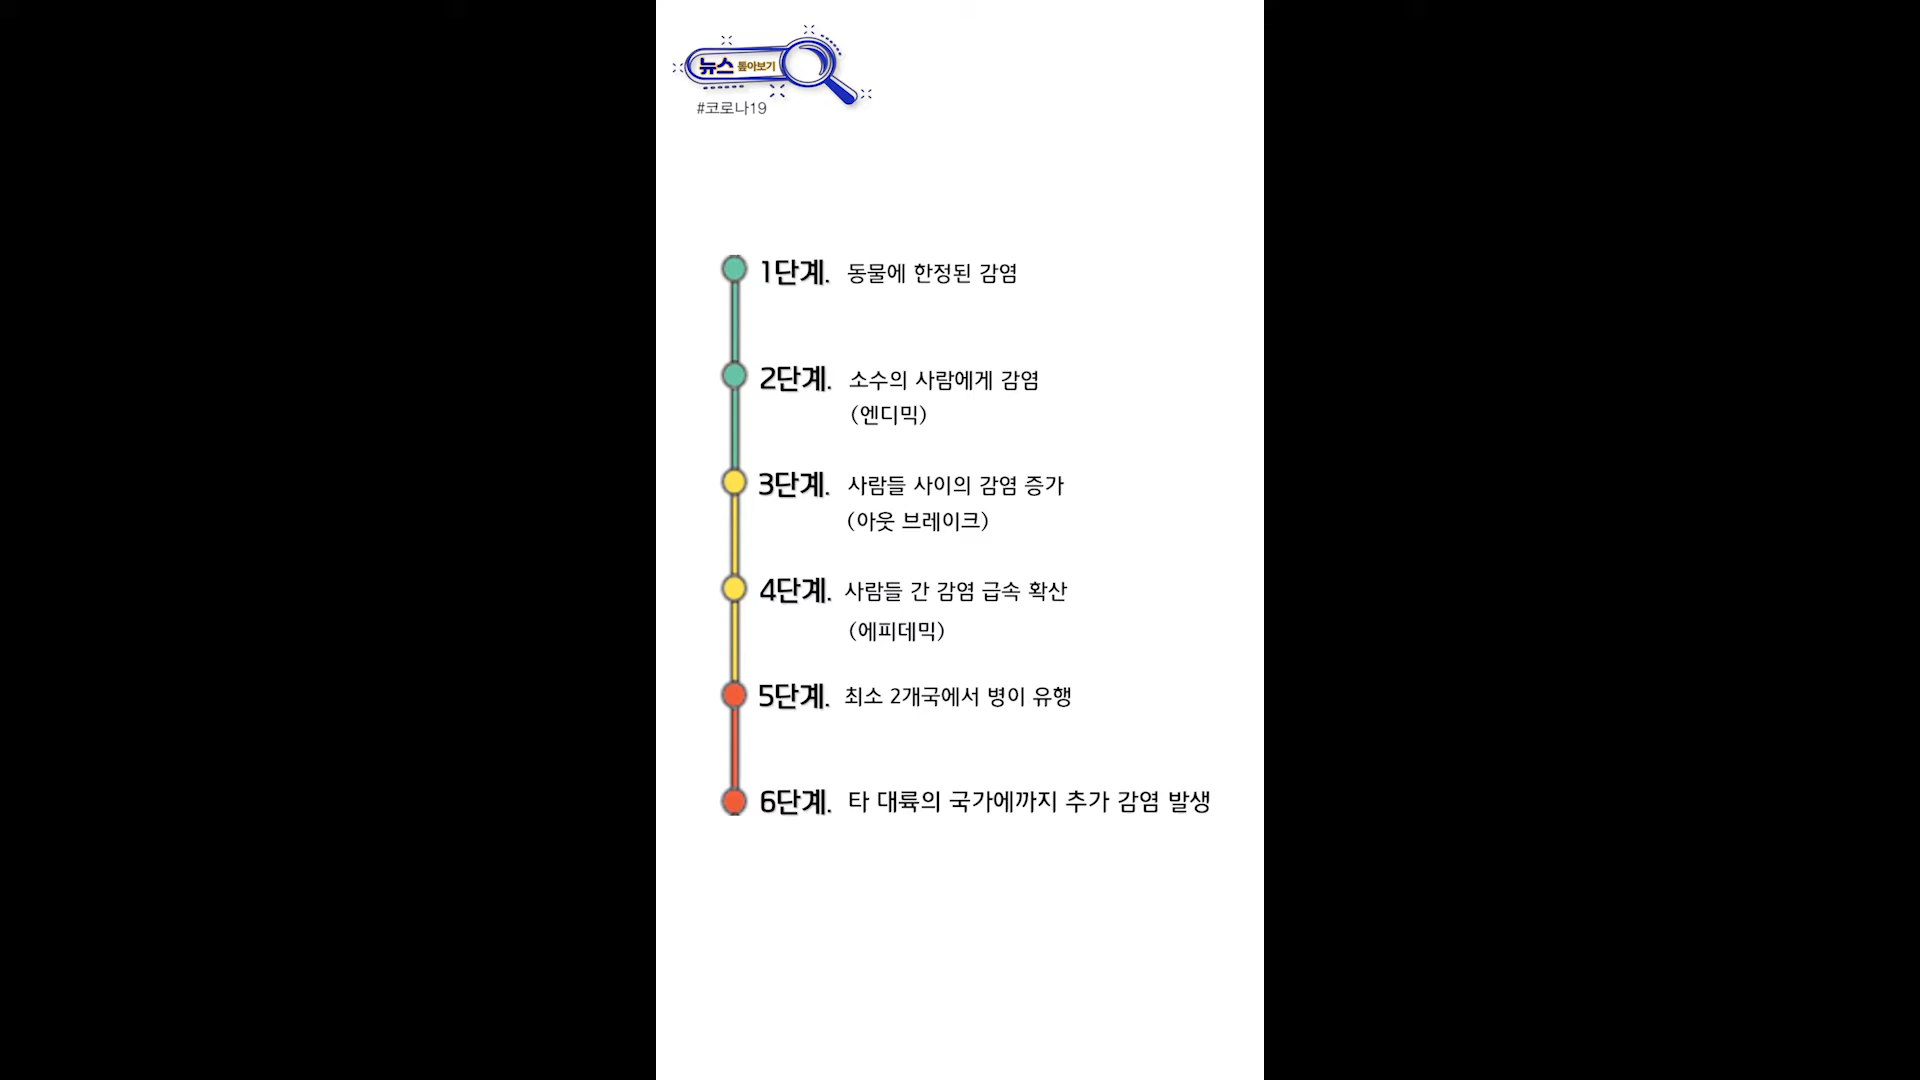 뉴스 톺아보기
#코로나19
1단계. 동물에 한정된 감염
2단계. 소수의 사람에게 감염
(엔디믹)
3단계. 사람들 사이의 감염 증가
(아웃 브레이크)
4단계. 사람들 간 감염 급속 확산
(에피데믹)
5단계. 최소 2개국에서 병이 유행
6단계. 타 대륙의 국가에까지 추가 감염 발생